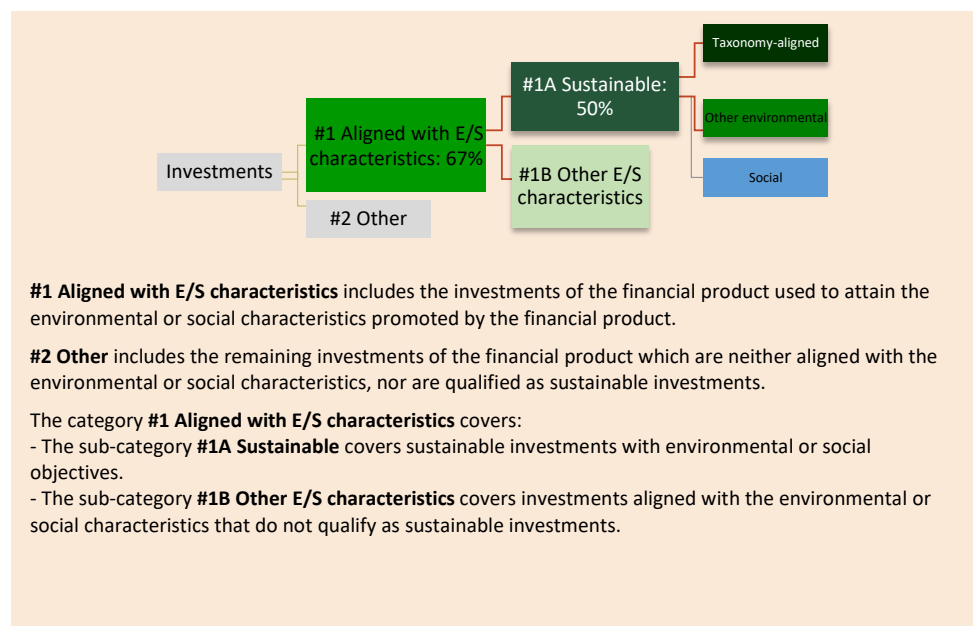 Taxonomy-aligned
#1A Sustainable:
50%
Other environmental
#1 Aligned with E/S
characteristics: 67%
Investments
#1B Other E/S
characteristics
Social
#2 Other
#1 Aligned with E/S characteristics includes the investments of the financial product used to attain the
environmental or social characteristics promoted by the financial product.
#2 Other includes the remaining investments of the financial product which are neither aligned with the
environmental or social characteristics, nor are qualified as sustainable investments.
The category #1 Aligned with E/S characteristics covers:
- The sub-category #1A Sustainable covers sustainable investments with environmental or social
objectives.
- The sub-category #1B Other E/S characteristics covers investments aligned with the environmental or
social characteristics that do not qualify as sustainable investments.